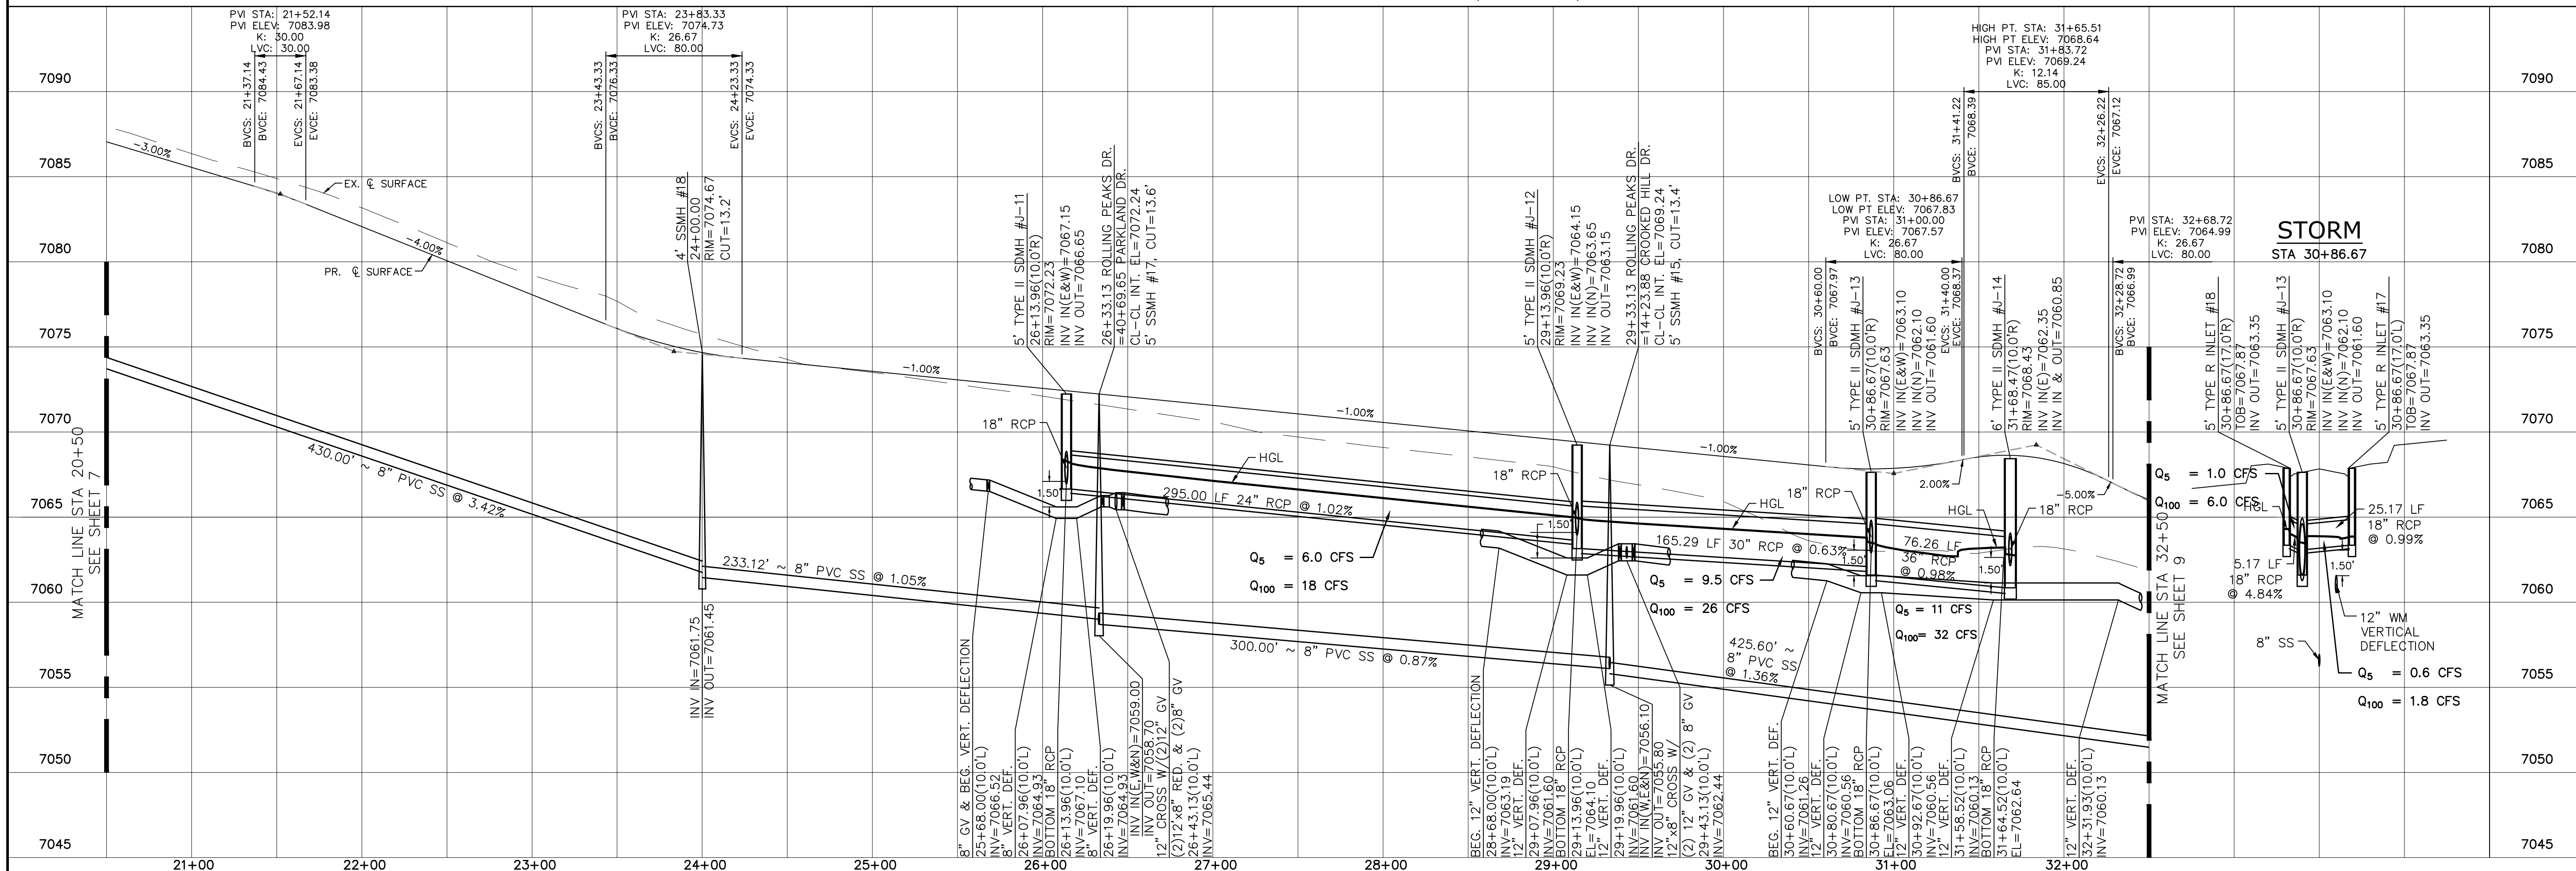 PVI STA: 21+52.14
PVI ELEV: 7083.98
K: 30.00
LVC: 30.00
BVCS: 21+37.14
BVCE: 7084.43
EVCS: 21+67.14
EVCE: 7083.38
PVI STA: 23+83.33
PVI ELEV: 7074.73
K: 26.67
LVC: 80.00
BVCS: 23+43.33
BVCE: 7076.33
EVCS: 24+23.33
EVCE: 7074.33
HIGH PT. STA: 31+65.51
HIGH PT ELEV: 7068.64
PVI STA: 31+83.72
PVI ELEV: 7069.24
K: 12.14
LVC: 85.00
BVCS: 31+41.22
BVCE: 7068.39
EVCS: 32+26.22
EVCE: 7067.12
LOW PT. STA: 30+86.67
LOW PT ELEV: 7067.83
PVI STA: 31+00.00
PVI ELEV: 7067.57
K: 26.67
LVC: 80.00
BVCS: 30+60.00
BVCE: 7067.97
EVCS: 31+40.00
EVCE: 7068.37
PVI STA: 32+68.72
PVI ELEV: 7064.99
K: 26.67
LVC: 80.00
BVCS: 32+28.72
BVCE: 7066.99
STORM
STA 30+86.67
7090
7085
7080
7075
7070
7065
7060
7055
7050
7045
7090
7085
7080
7075
7070
7065
7060
7055
7050
7045
MATCH LINE STA 20+50
SEE SHEET 7
-3.00%
EX. ℄ SURFACE
-4.00%
PR. ℄ SURFACE
430.00' ~ 8" PVC SS @ 3.42%
4' SSMH #18
24+00.00
RIM=7074.67
CUT=13.2'
INV IN=7061.75
INV OUT=7061.45
233.12' ~ 8" PVC SS @ 1.05%
-1.00%
5' TYPE II SDMH #J-11
26+13.96(10.0'R)
RIM=7072.23
INV IN(E&W)=7067.15
INV OUT=7066.65
26+33.13 ROLLING PEAKS DR.
=40+69.65 PARKLAND DR.
CL-CL INT. EL=7072.24
5' SSMH #17, CUT=13.6'
18" RCP
1.50'
HGL
295.00 LF 24" RCP @ 1.02%
Q5 = 6.0 CFS
Q100 = 18 CFS
300.00' ~ 8" PVC SS @ 0.87%
8" GV & BEG. VERT. DEFLECTION
25+68.00(10.0'L)
INV=7066.52
8" VERT. DEF.
26+07.96(10.0'L)
INV=7064.93
BOTTOM 18" RCP
26+13.96(10.0'L)
INV=7067.10
8" VERT. DEF.
26+19.96(10.0'L)
INV=7064.93
INV IN(E,W&N)=7059.00
INV OUT=7058.70
12" CROSS W/(2)12" GV
(2)12'x8" RED. & (2)8" GV
26+43.13(10.0'L)
INV=7065.44
-1.00%
5' TYPE II SDMH #J-12
29+13.96(10.0'R)
RIM=7069.23
INV IN(E&W)=7064.15
INV IN(N)=7063.65
INV OUT=7063.15
29+33.13 ROLLING PEAKS DR.
=14+23.88 CROOKED HILL DR.
CL-CL INT. EL=7069.24
5' SSMH #15, CUT=13.4'
18" RCP
1.50'
-1.00%
HGL
165.29 LF 30" RCP @ 0.63%
Q5 = 9.5 CFS
Q100 = 26 CFS
425.60' ~
8" PVC SS
@ 1.36%
BEG. 12" VERT. DEFLECTION
28+68.00(10.0'L)
INV=7063.19
12" VERT. DEF.
29+07.96(10.0'L)
INV=7061.60
BOTTOM 18" RCP
29+13.96(10.0'L)
EL=7064.10
12" VERT. DEF.
29+19.96(10.0'L)
INV=7061.60
INV IN(W,E&N)=7056.10
INV OUT=7055.80
12"x8" CROSS W/
(2) 12" GV & (2) 8" GV
29+43.13(10.0'L)
INV=7062.44
5' TYPE II SDMH #J-13
30+86.67(10.0'R)
RIM=7067.63
INV IN(E&W)=7063.10
INV IN(N)=7062.10
INV OUT=7061.60
18" RCP
1.50'
2.00%
6' TYPE II SDMH #J-14
31+68.47(10.0'R)
RIM=7068.43
INV IN(E)=7062.35
INV IN & OUT=7060.85
-5.00%
HGL
18" RCP
76.26 LF
36" RCP
@ 0.98%
1.50'
Q5 = 11 CFS
Q100= 32 CFS
BEG. 12" VERT. DEF.
30+60.67(10.0'L)
INV=7061.26
12" VERT. DEF.
30+80.67(10.0'L)
INV=7060.56
BOTTOM 18" RCP
30+86.67(10.0'L)
EL=7063.06
12" VERT. DEF.
30+92.67(10.0'L)
INV=7060.56
12" VERT. DEF.
31+58.52(10.0'L)
INV=7060.13
BOTTOM 18" RCP
31+64.52(10.0'L)
EL=7062.64
12" VERT. DEF.
32+31.93(10.0'L)
INV=7060.13
MATCH LINE STA 32+50
SEE SHEET 9
5' TYPE R INLET #18
30+86.67(17.0'R)
TOB=7067.87
INV OUT=7063.35
5' TYPE II SDMH #J-13
30+86.67(10.0'R)
RIM=7067.63
INV IN(E&W)=7063.10
INV IN(N)=7062.10
INV OUT=7061.60
5' TYPE R INLET #17
30+86.67(17.0'L)
TOB=7067.87
INV OUT=7063.35
Q5 = 1.0 CFS
Q100 = 6.0 CFS
HGL
25.17 LF
18" RCP
@ 0.99%
5.17 LF
18" RCP
@ 4.84%
1.50'
12" WM
VERTICAL
DEFLECTION
8" SS
Q5 = 0.6 CFS
Q100 = 1.8 CFS
21+00
22+00
23+00
24+00
25+00
26+00
27+00
28+00
29+00
30+00
31+00
32+00